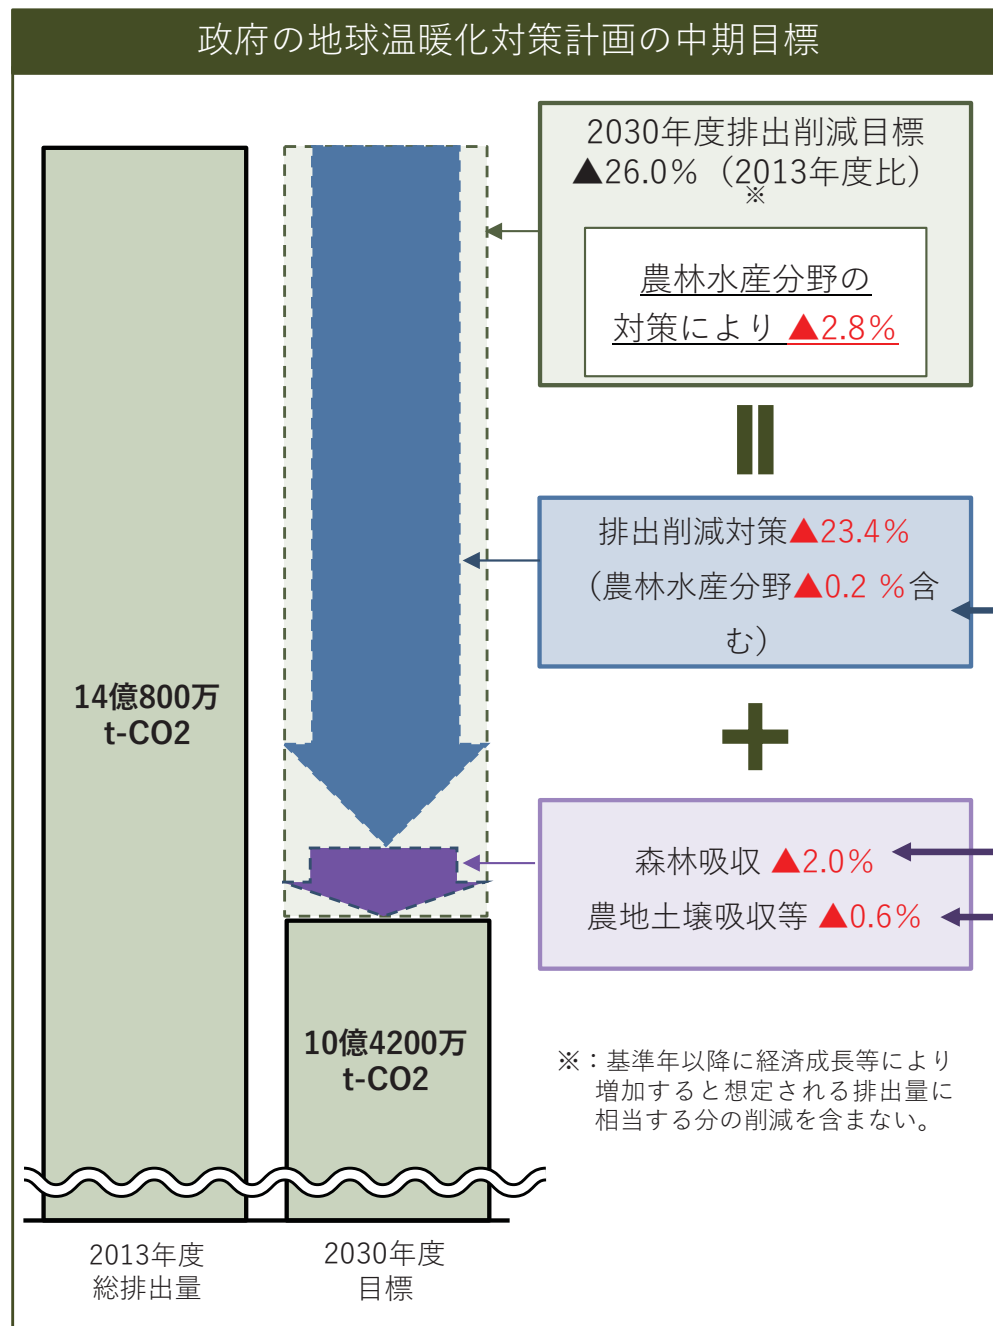 政府の地球温暖化対策計画の中期目標
2030年度排出削減目標
▲26.0%（2013年度比）
※
農林水産分野の
対策により ▲2.8%
排出削減対策▲23.4%
（農林水産分野▲0.2 %含
む）
森林吸収 ▲2.0%
農地土壌吸収等 ▲0.6%
14億800万
t-CO2
10億4200万
t-CO2
※：基準年以降に経済成長等により
増加すると想定される排出量に
相当する分の削減を含まない。
2013年度
総排出量
2030年度
目標